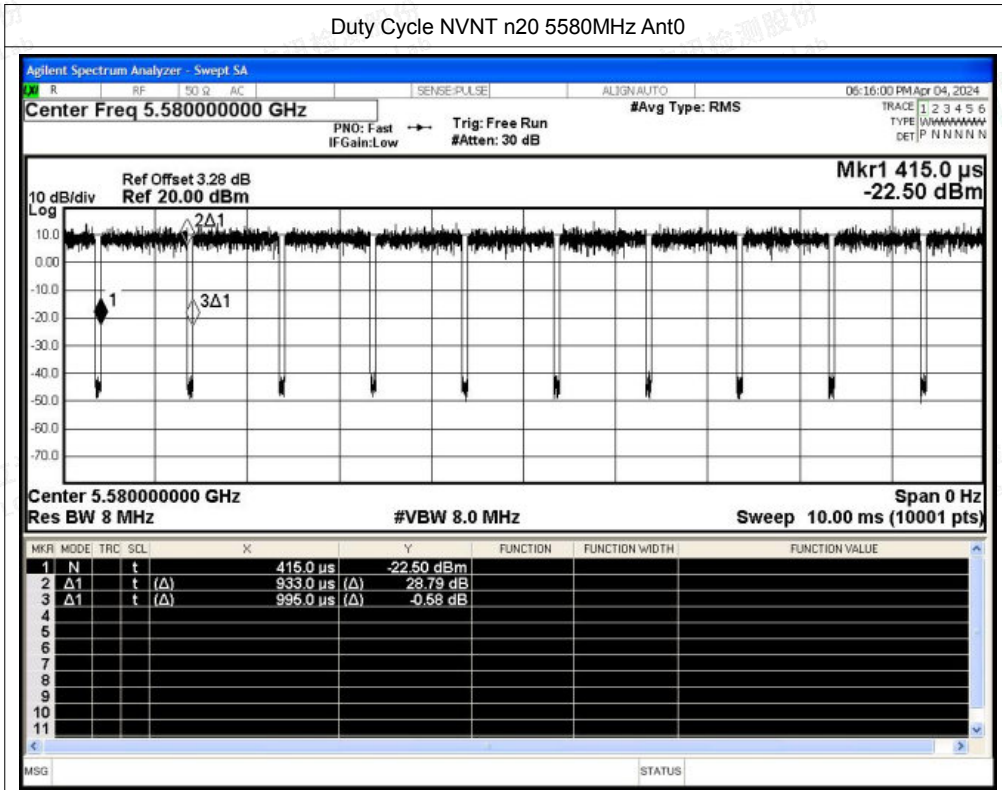 Duty Cycle NVNT n20 5580MHz Ant0
Agilent Spectrum Analyzer - Swept SA
R RF 50 Ω AC SENSE:PULSE ALIGN AUTO 06:16:00 PM Apr 04, 2024
Center Freq 5.580000000 GHz #Avg Type: RMS TRACE 1 2 3 4 5 6
PNO: Fast Trig: Free Run TYPE
IFGain:Low #Atten: 30 dB DET P N N N N N
Mkr1 415.0 µs
Ref Offset 3.28 dB
10 dB/div Ref 20.00 dBm -22.50 dBm
Log
2Δ1
10.0
0.00
-10.0
1 3Δ1
-20.0
-30.0
-40.0
-50.0
-60.0
-70.0
Center 5.580000000 GHz Span 0 Hz
Res BW 8 MHz #VBW 8.0 MHz Sweep 10.00 ms (10001 pts)
MKR MODE TRC SCL X Y FUNCTION FUNCTION WIDTH FUNCTION VALUE
1 N t 415.0 µs -22.50 dBm
2 Δ1 t (Δ) 933.0 µs (Δ) 28.79 dB
3 Δ1 t (Δ) 995.0 µs (Δ) -0.58 dB
4
5
6
7
8
9
10
11
MSG STATUS